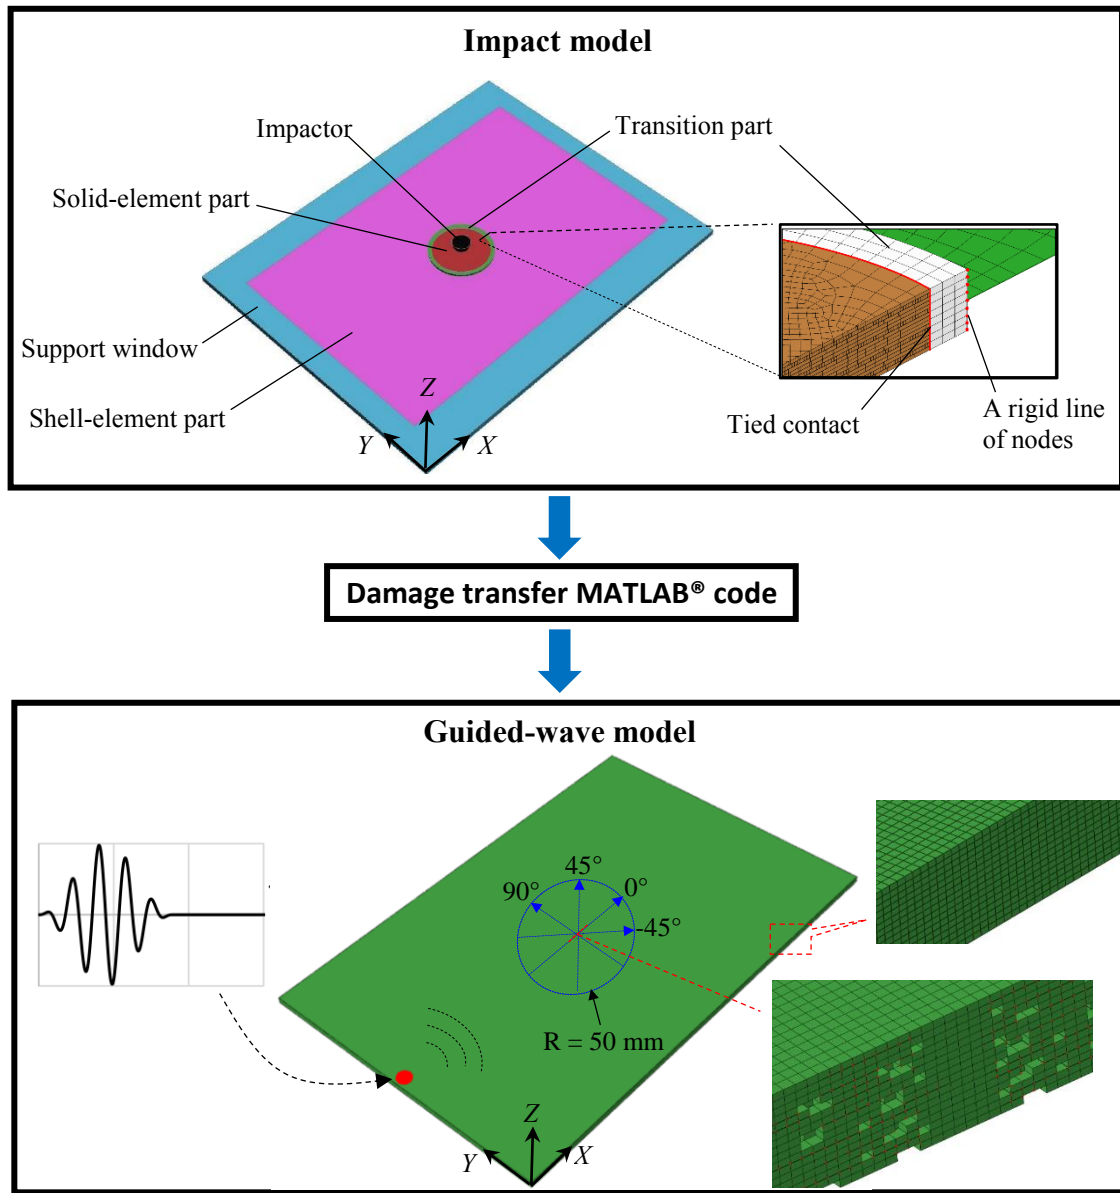 Impact model
Impactor
Transition part
Solid-element part
Support window
Shell-element part
Z
Y
X
Tied contact
A rigid line
of nodes
Damage transfer MATLAB® code
Guided-wave model
45°
90°
0°
-45°
R = 50 mm
Z
Y
X